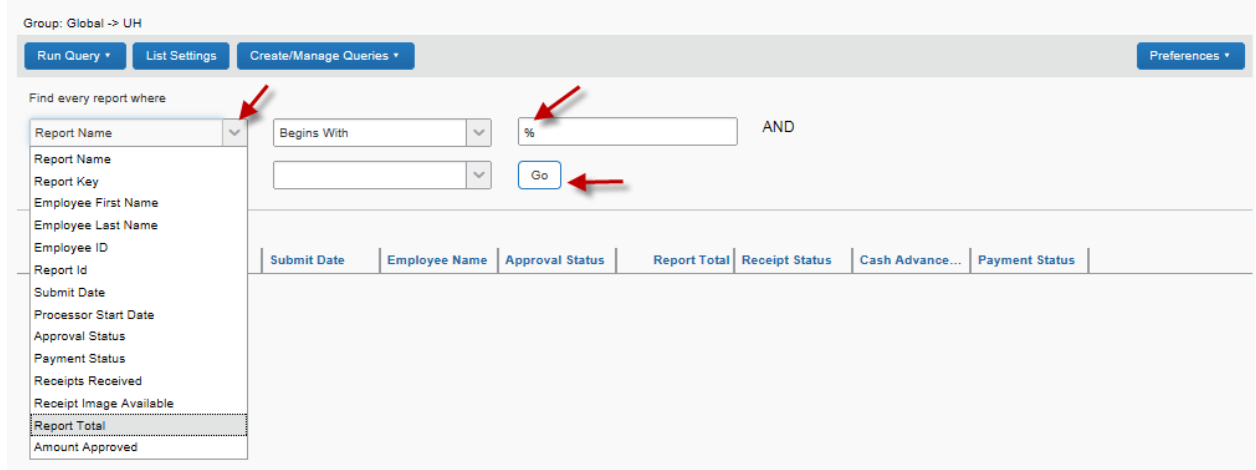 Group: Global -> UH
Run Query ▾ List Settings Create/Manage Queries ▾ Preferences ▾
Find every report where
Report Name Begins With % AND
Go
Report Name
Report Key
Employee First Name
Employee Last Name
Employee ID
Report Id
Submit Date
Processor Start Date
Approval Status
Payment Status
Receipts Received
Receipt Image Available
Report Total
Amount Approved
Submit Date Employee Name Approval Status Report Total Receipt Status Cash Advance... Payment Status